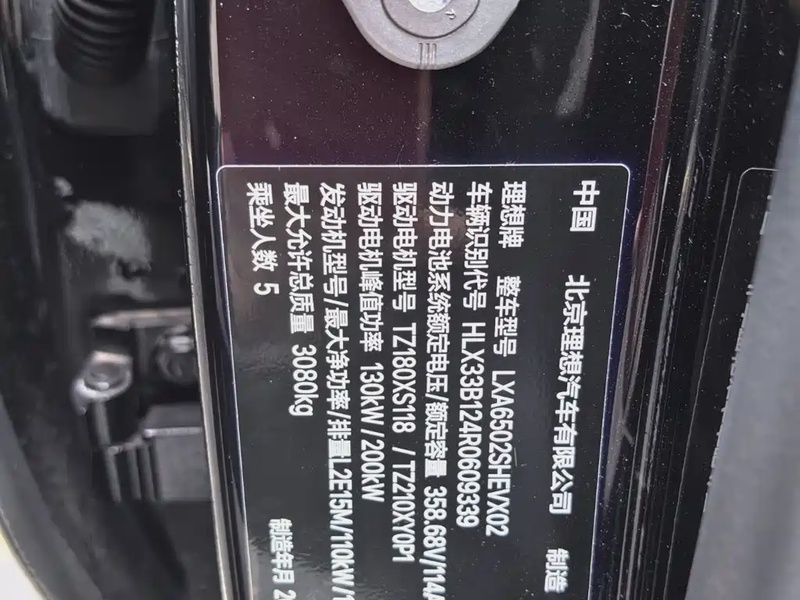 中国 北京理想汽车有限公司 制造
理想牌 整车型号 LXA6502SHEVX02
车辆识别代号 HLX33B124R0609339
动力电池系统额定电压/额定容量 358.68V/114A
驱动电机型号 TZ180XS118 /TZ210XY0P1
驱动电机峰值功率 130kW/200kW
发动机型号/最大净功率/排量L2E15M/110kW/1
最大允许总质量 3080kg
乘坐人数 5
制造年月 2